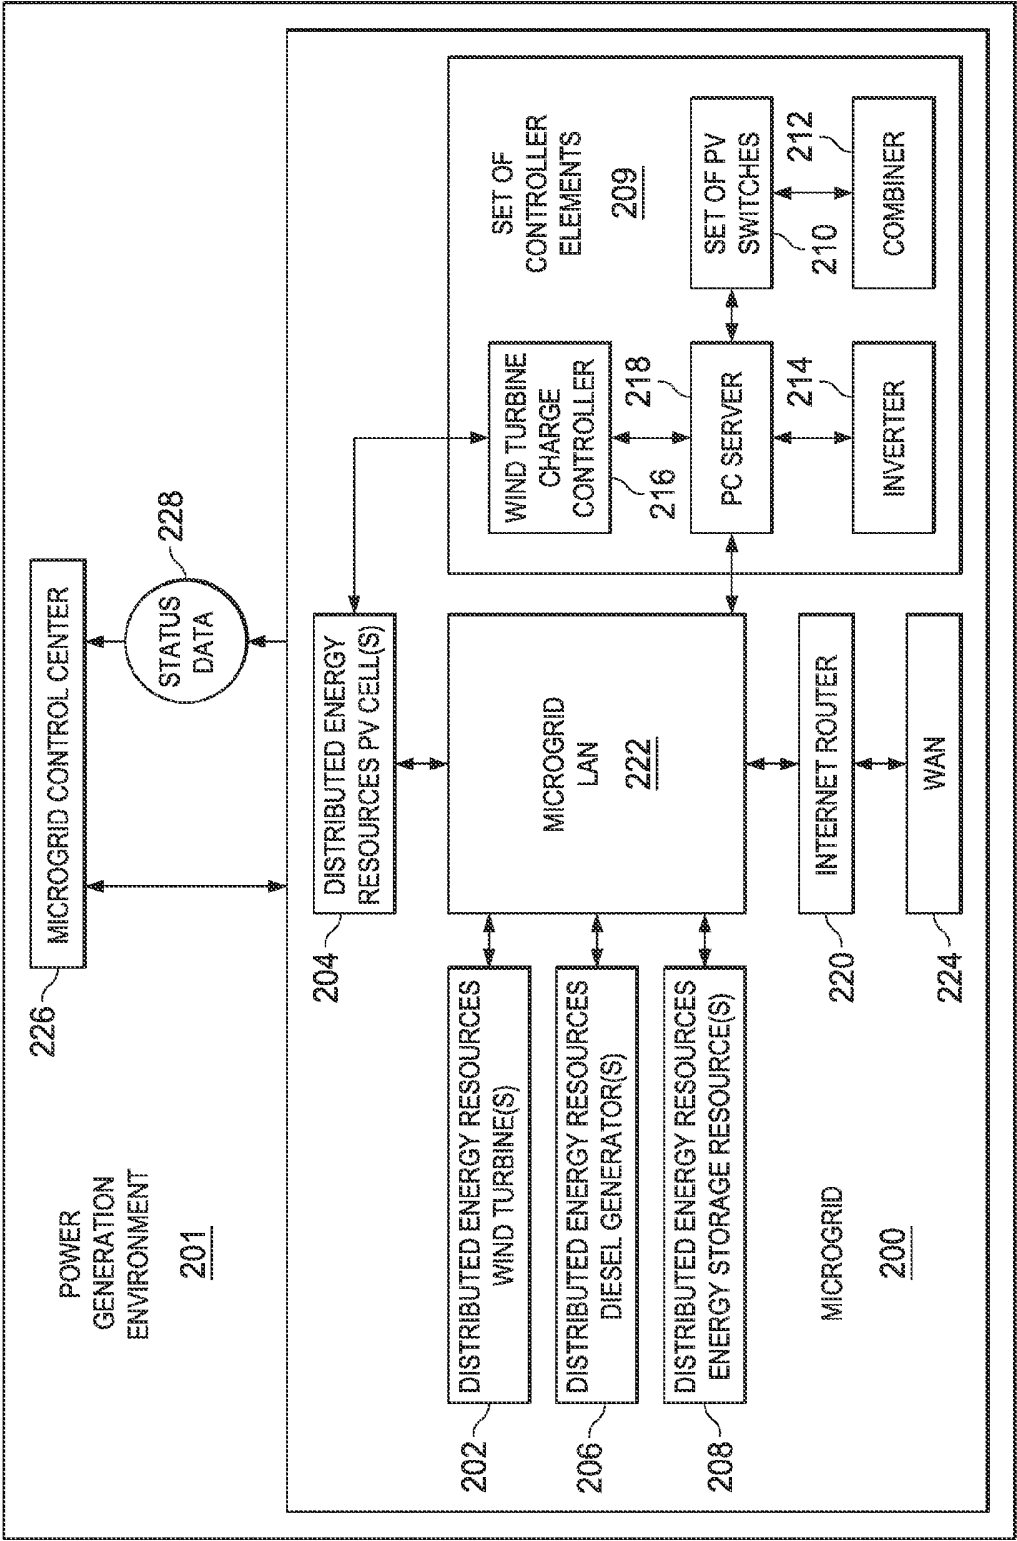 POWER
GENERATION
ENVIRONMENT
201
226
MICROGRID CONTROL CENTER
STATUS
DATA
228
204
DISTRIBUTED ENERGY
RESOURCES PV CELL(S)
SET OF
CONTROLLER
ELEMENTS
209
202
DISTRIBUTED ENERGY RESOURCES
WIND TURBINE(S)
206
DISTRIBUTED ENERGY RESOURCES
DIESEL GENERATOR(S)
208
DISTRIBUTED ENERGY RESOURCES
ENERGY STORAGE RESOURCE(S)
MICROGRID
LAN
222
WIND TURBINE
CHARGE
CONTROLLER
216
218
PC SERVER
SET OF PV
SWITCHES
210
212
COMBINER
214
INVERTER
220
INTERNET ROUTER
224
WAN
MICROGRID
200